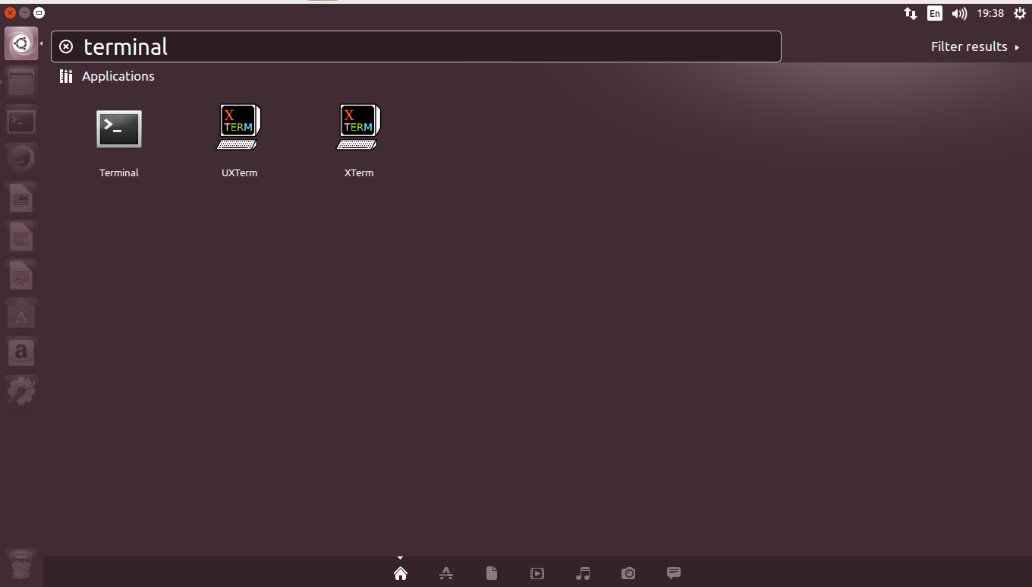 En 19:38
terminal
Filter results
Applications
>_
X
TERM
X
TERM
Terminal
UXTerm
XTerm
>_
A
a